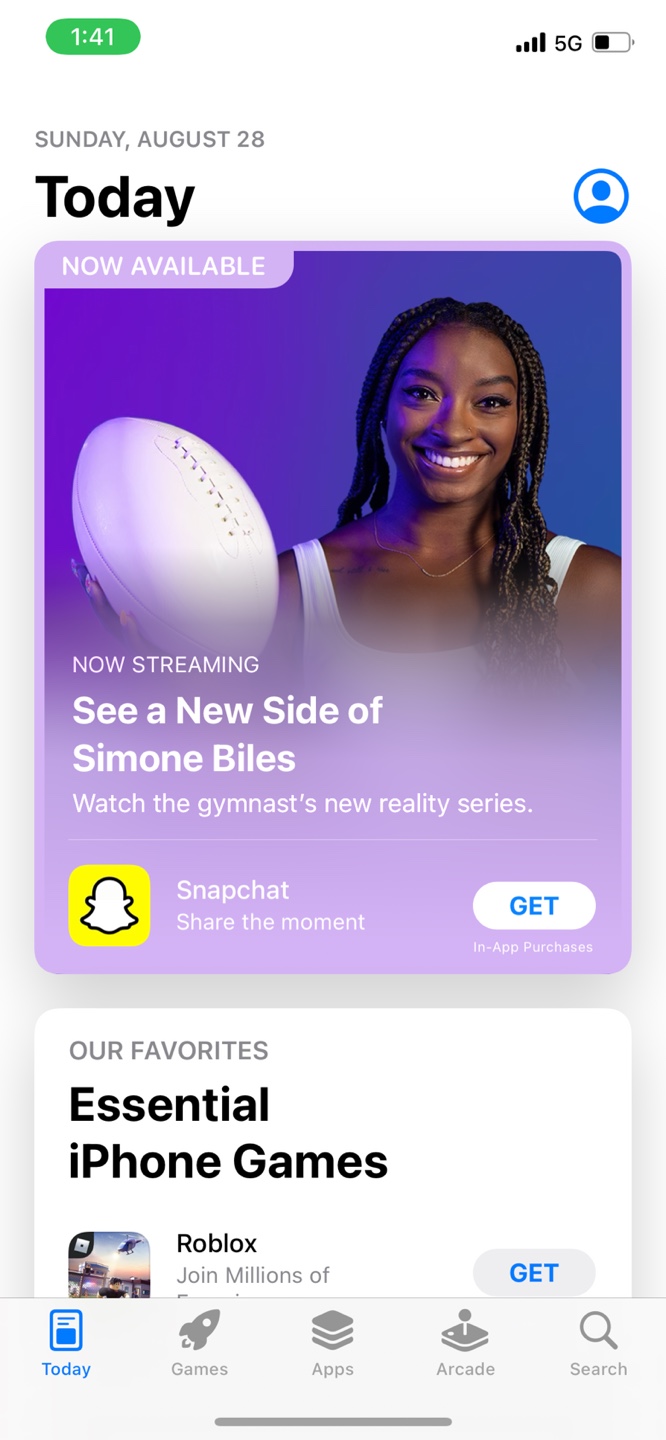 1:41
5G
SUNDAY, AUGUST 28
Today
NOW AVAILABLE
NOW STREAMING
See a New Side of
Simone Biles
Watch the gymnast’s new reality series.
Snapchat
Share the moment
GET
In-App Purchases
OUR FAVORITES
Essential
iPhone Games
Roblox
Join Millions of
GET
Today
Games
Apps
Arcade
Search